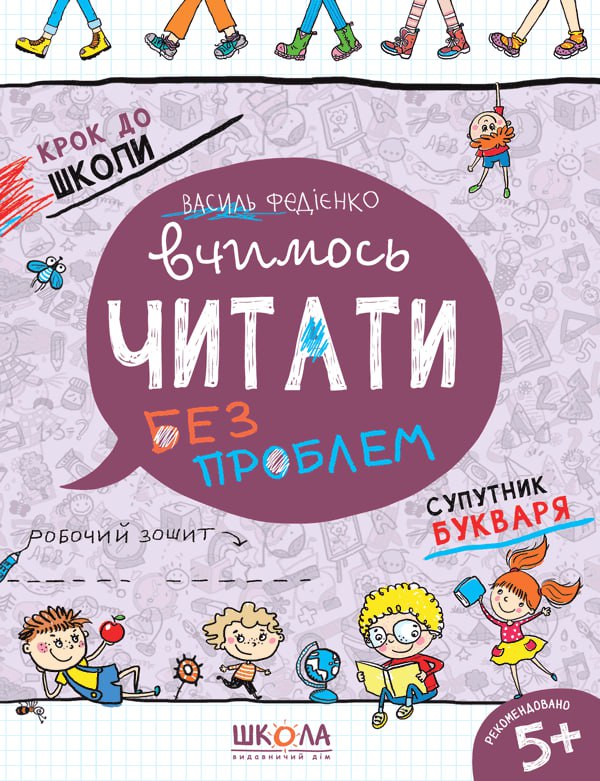 КРОК ДО
ШКОЛИ
ВАСИЛЬ ФЕДІЄНКО
вчимось
ЧИТАТИ
БЕЗ
ПРОБЛЕМ
СУПУТНИК
БУКВАРЯ
РОБОЧИЙ ЗОШИТ
РЕКОМЕНДОВАНО
5+
ШКОЛА
видавничий дім